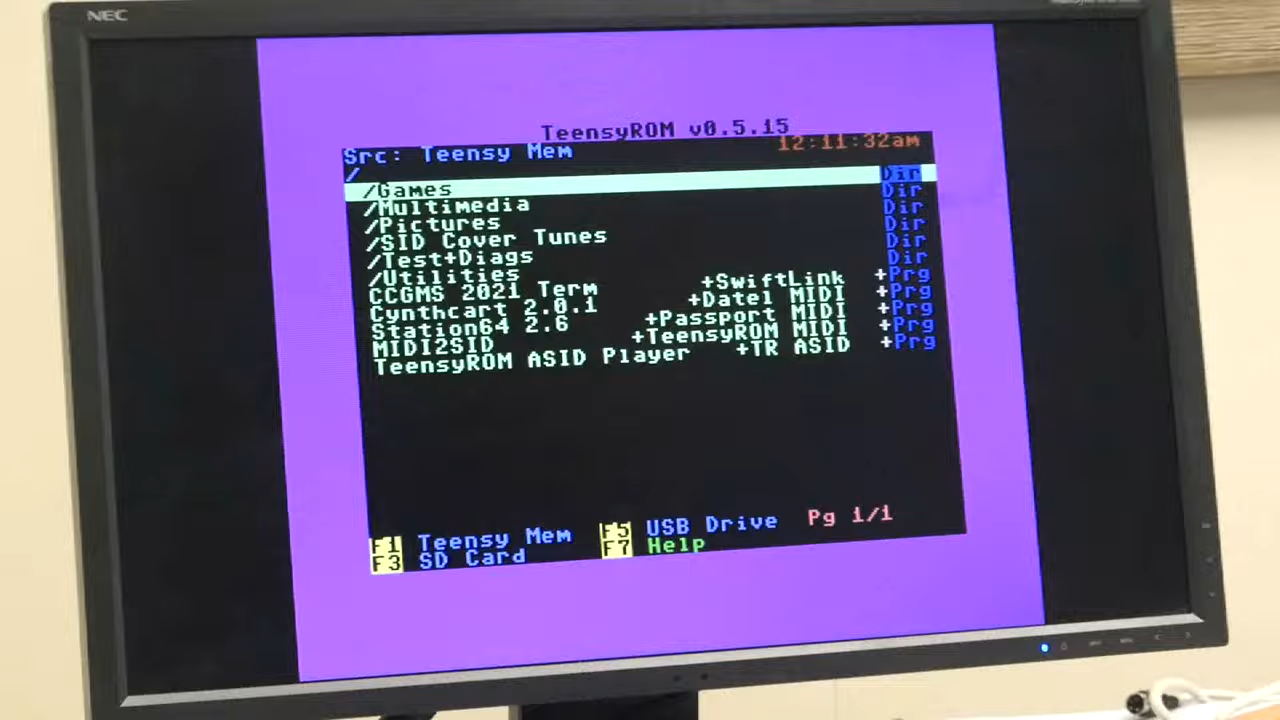 NEC
TeensyROM v0.5.15
Src: Teensy Mem 12:11:32am
/
/Games Dir
/Multimedia Dir
/Pictures Dir
/SID Cover Tunes Dir
/Test+Diags Dir
/Utilities Dir
CCGMS 2021 Term +SwiftLink +Prg
Cynthcart 2.0.1 +Datel MIDI +Prg
Station64 2.6 +Passport MIDI +Prg
MIDI2SID +TeensyROM MIDI +Prg
TeensyROM ASID Player +TR ASID +Prg
F1 Teensy Mem F5 USB Drive Pg 1/1
F3 SD Card F7 Help